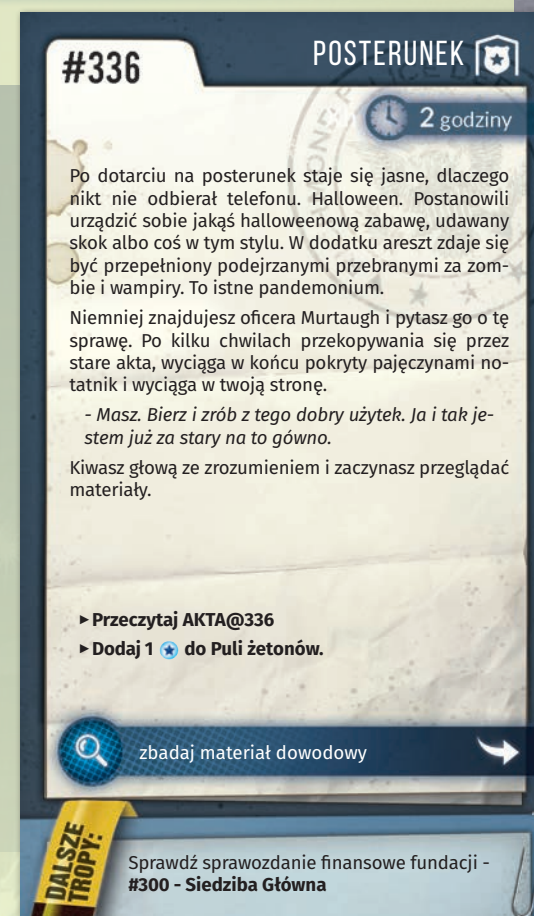 #336
POSTERUNEK
2 godziny
Po dotarciu na posterunek staje się jasne, dlaczego
nikt nie odbierał telefonu. Halloween. Postanowili
urządzić sobie jakąś halloweenową zabawę, udawany
skok albo coś w tym stylu. W dodatku areszt zdaje się
być przepełniony podejrzanymi przebranymi za zom-
bie i wampiry. To istne pandemonium.
Niemniej znajdujesz oficera Murtaugh i pytasz go o tę
sprawę. Po kilku chwilach przekopywania się przez
stare akta, wyciąga w końcu pokryty pajęczynami no-
tatnik i wyciąga w twoją stronę.
- Masz. Bierz i zrób z tego dobry użytek. Ja i tak je-
stem już za stary na to gówno.
Kiwasz głową ze zrozumieniem i zaczynasz przeglądać
materiały.
▸ Przeczytaj AKTA@336
▸ Dodaj 1 do Puli żetonów.
zbadaj materiał dowodowy
DALSZE
TROPY:
Sprawdź sprawozdanie finansowe fundacji -
#300 - Siedziba Główna